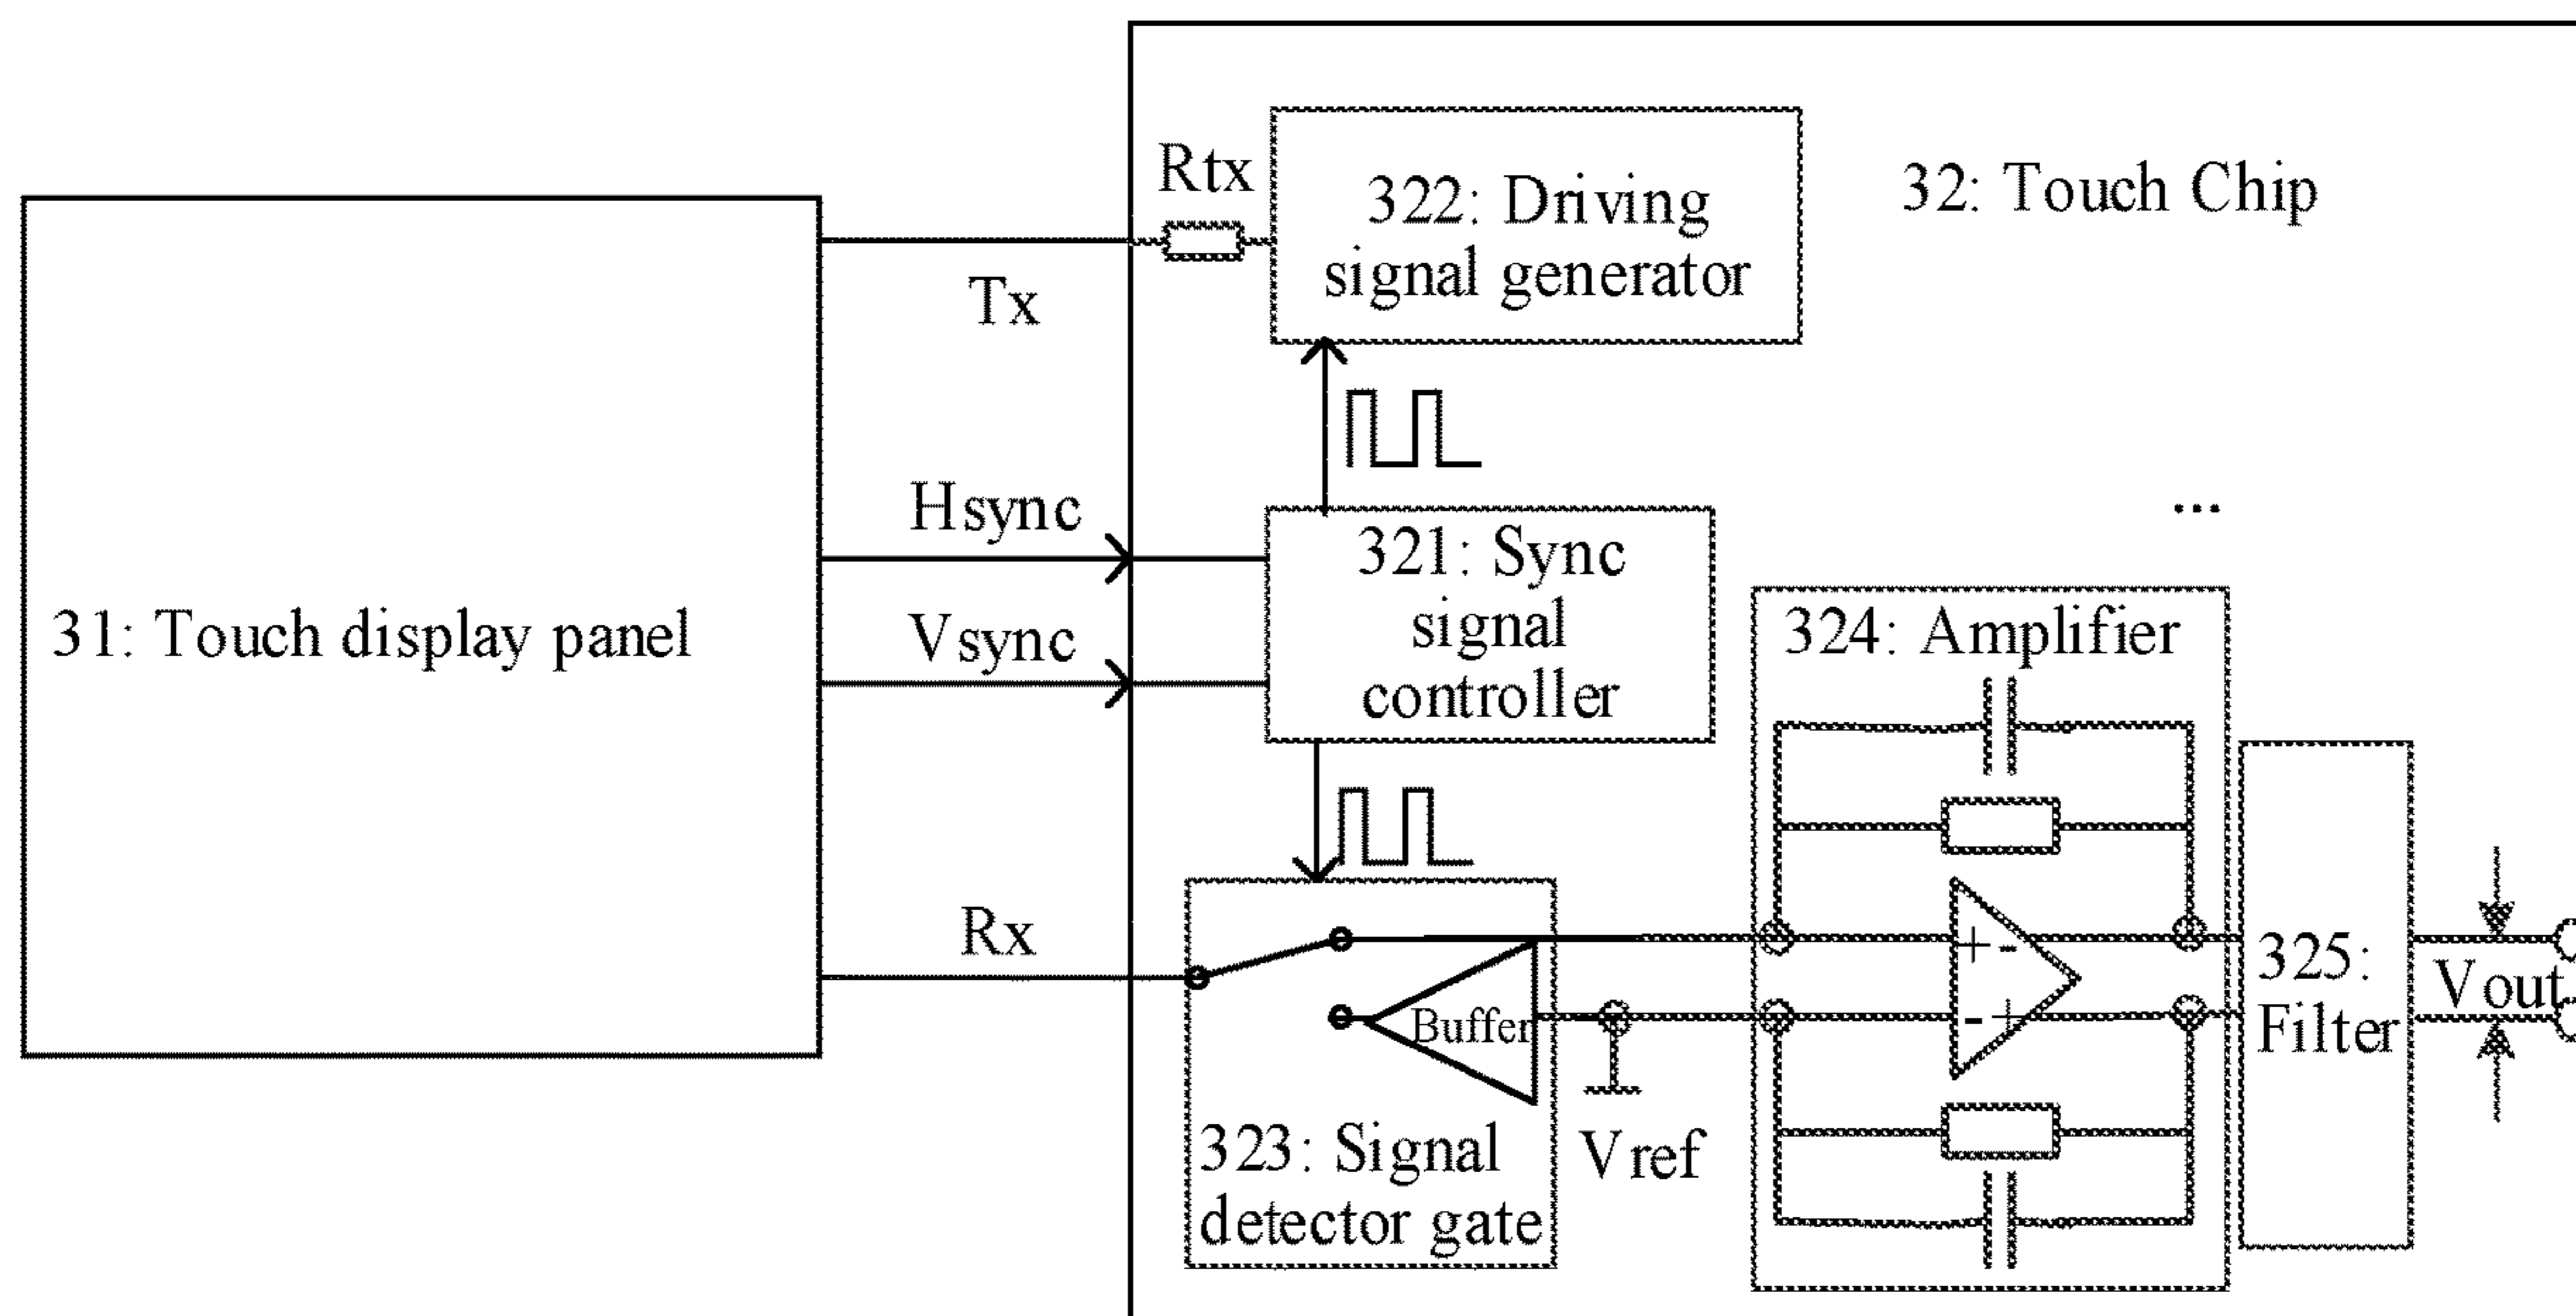 Rtx
322: Driving
signal generator
32: Touch Chip
Tx
Hsync
321: Sync
signal
controller
...
31: Touch display panel
Vsync
324: Amplifier
Rx
+ -
- +
Buffer
325:
Filter
Vout
323: Signal
detector gate
Vref